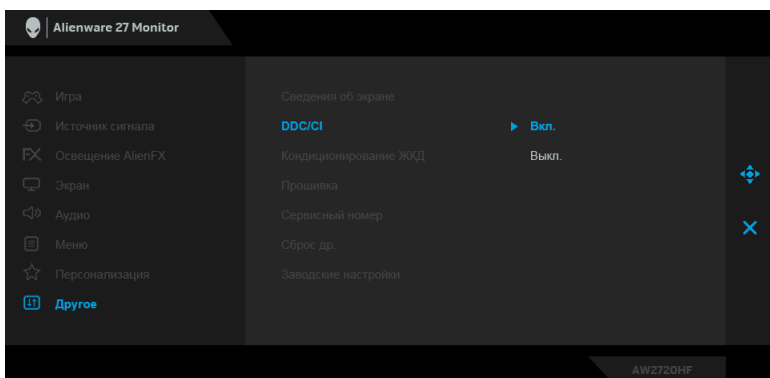 Alienware 27 Monitor
Игра
Источник сигнала
FX Освещение AlienFX
Экран
Аудио
Меню
Персонализация
Другое
Сведения об экране
DDC/CI Вкл.
Кондиционирование ЖКД Выкл.
Прошивка
Сервисный номер
Сброс др.
Заводские настройки
AW2720HF